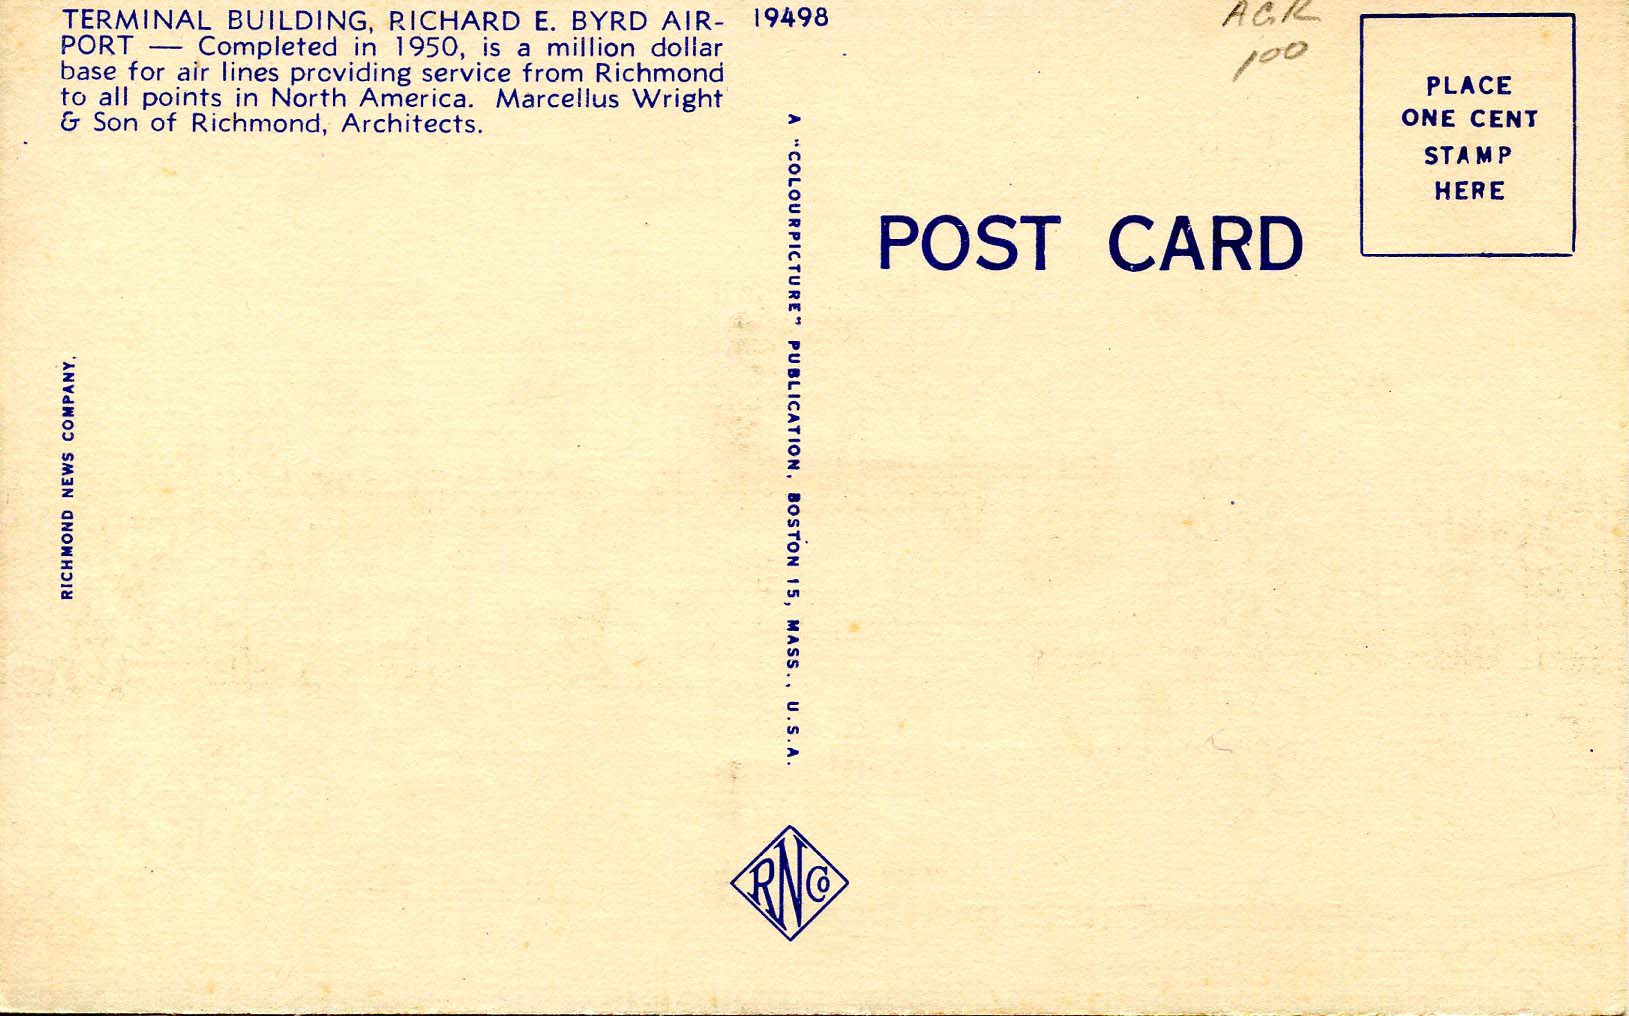 TERMINAL BUILDING, RICHARD E. BYRD AIR-
PORT — Completed in 1950, is a million dollar
base for air lines providing service from Richmond
to all points in North America. Marcellus Wright
& Son of Richmond, Architects.
19498
AGR
100
PLACE
ONE CENT
STAMP
HERE
POST CARD
RICHMOND NEWS COMPANY.
A "COLOURPICTURE" PUBLICATION, BOSTON 15, MASS., U.S.A.
RNCo